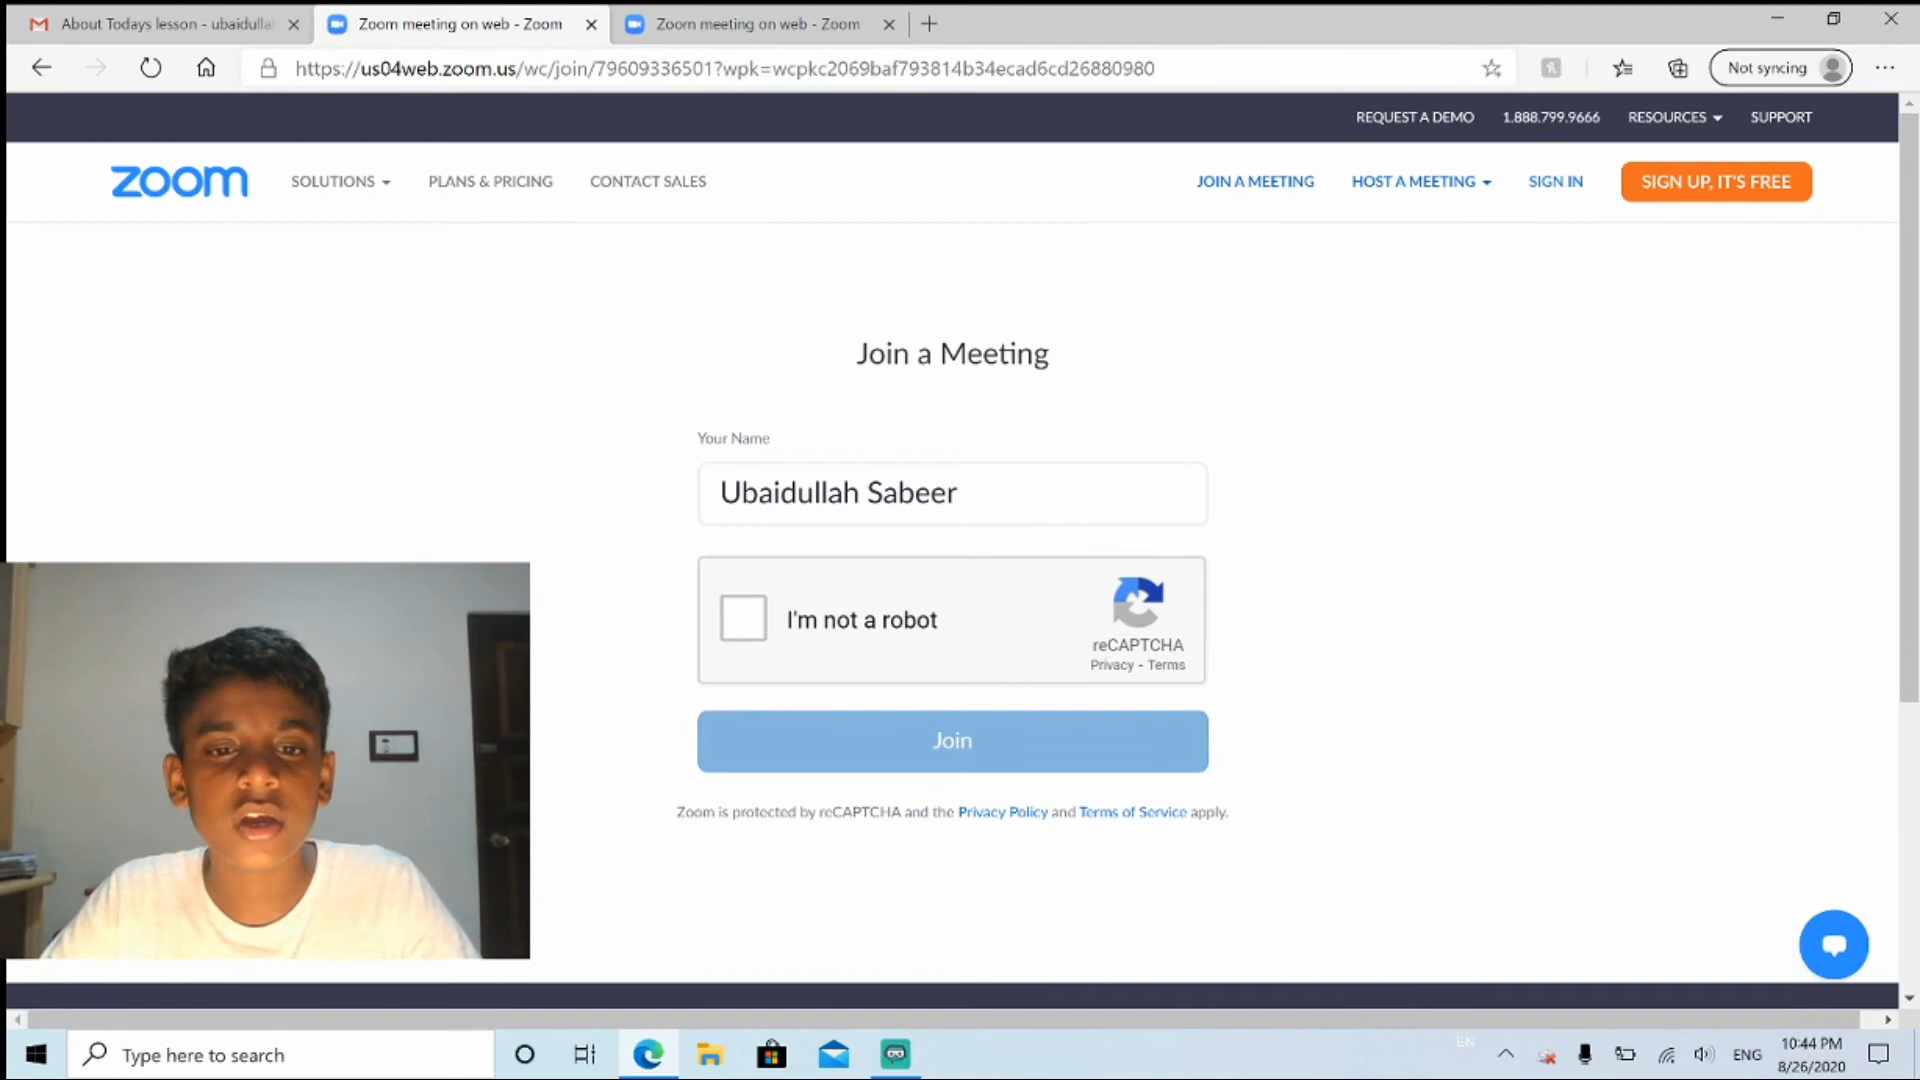 About Todays lesson - ubaidulla
Zoom meeting on web - Zoom
Zoom meeting on web - Zoom
https://us04web.zoom.us/wc/join/79609336501?wpk=wcpkc2069baf793814b34ecad6cd26880980
Not syncing
REQUEST A DEMO 1.888.799.9666 RESOURCES SUPPORT
zoom SOLUTIONS PLANS & PRICING CONTACT SALES JOIN A MEETING HOST A MEETING SIGN IN SIGN UP, IT'S FREE
Join a Meeting
Your Name
Ubaidullah Sabeer
I'm not a robot
reCAPTCHA
Privacy - Terms
Join
Zoom is protected by reCAPTCHA and the Privacy Policy and Terms of Service apply.
Type here to search
EN
ENG
10:44 PM
8/26/2020